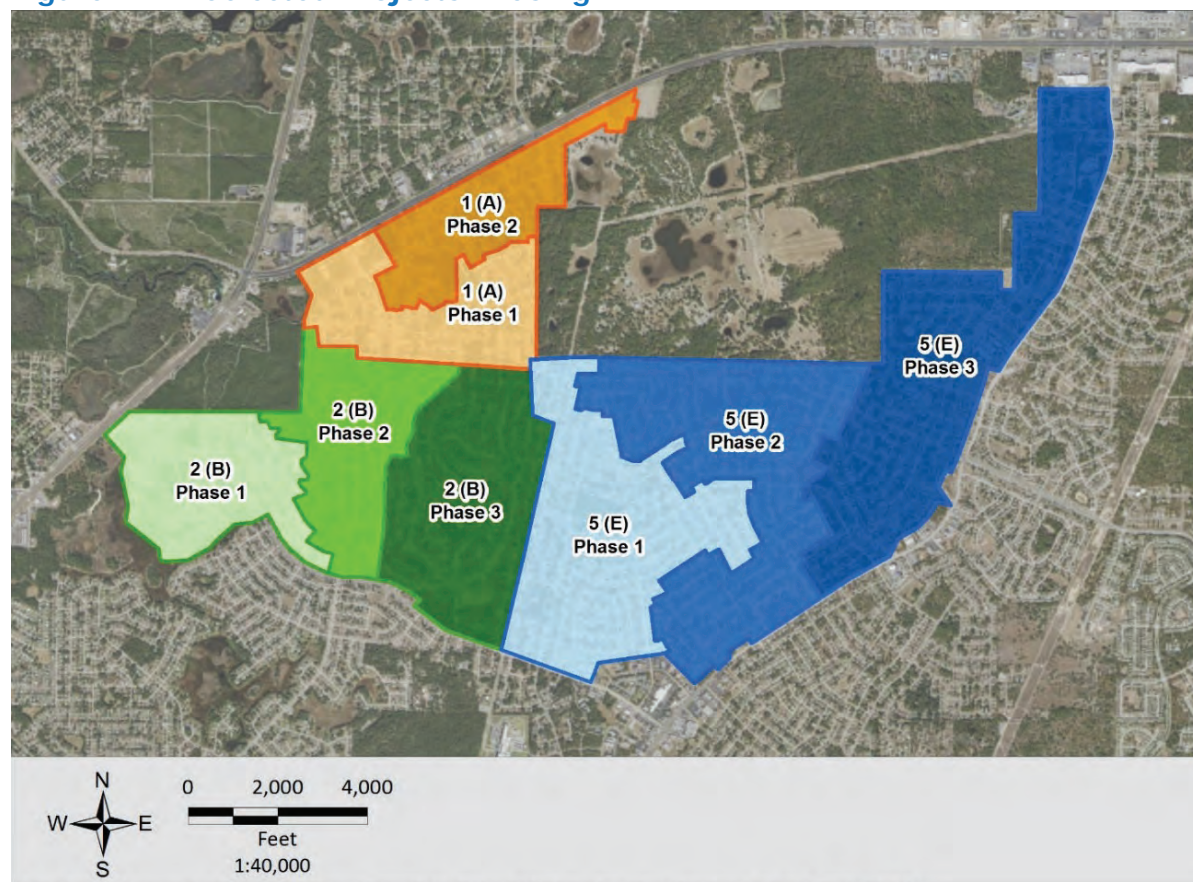 1 (A)
Phase 2
1 (A)
Phase 1
5 (E)
Phase 3
2 (B)
Phase 2
5 (E)
Phase 2
2 (B)
Phase 1
2 (B)
Phase 3
5 (E)
Phase 1
N
W E
S
0 2,000 4,000
Feet
1:40,000